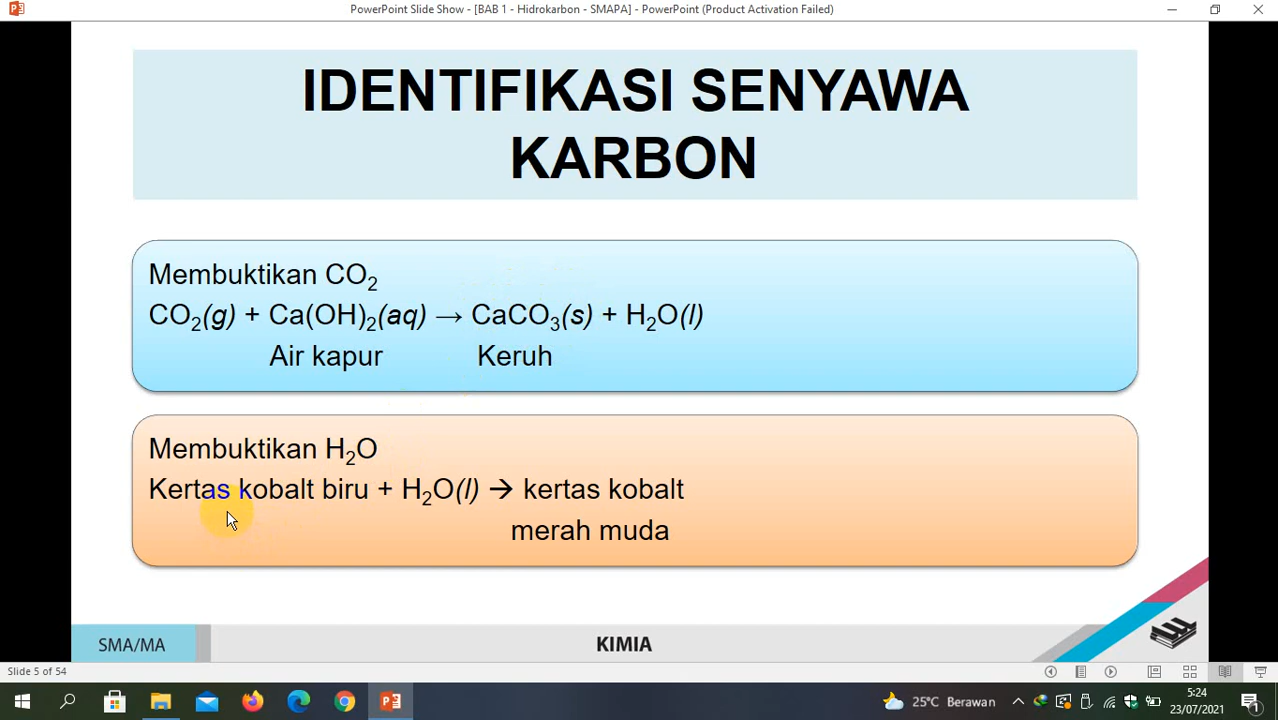 PowerPoint Slide Show - [BAB 1 - Hidrokarbon - SMAPA] - PowerPoint (Product Activation Failed)
IDENTIFIKASI SENYAWA
KARBON
Membuktikan CO₂
CO₂(g) + Ca(OH)₂(aq) → CaCO₃(s) + H₂O(l)
Air kapur Keruh
Membuktikan H₂O
Kertas kobalt biru + H₂O(l) → kertas kobalt
merah muda
SMA/MA KIMIA
Slide 5 of 54
25°C Berawan 5:24
23/07/2021